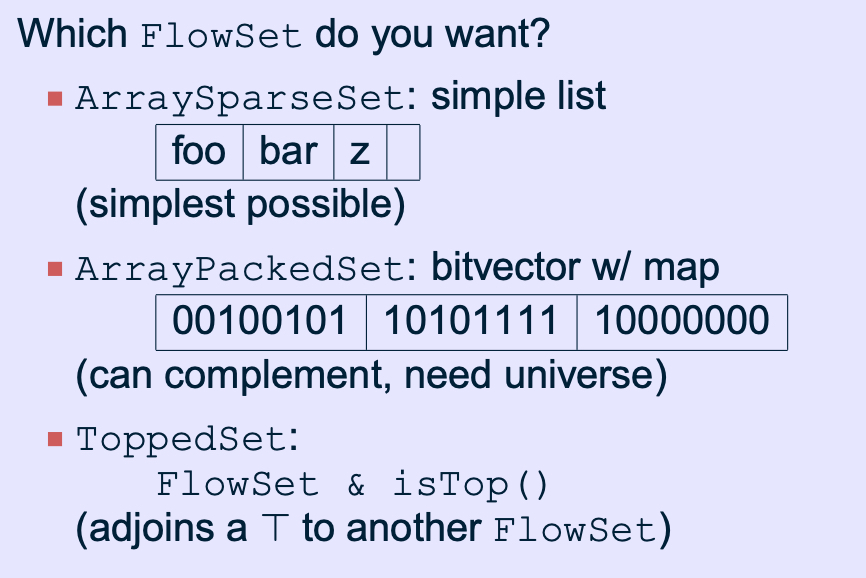 Which FlowSet do you want?
ArraySparseSet: simple list
foo bar z
(simplest possible)
ArrayPackedSet: bitvector w/ map
00100101 10101111 10000000
(can complement, need universe)
ToppedSet:
FlowSet & isTop()
(adjoins a ⊤ to another FlowSet)